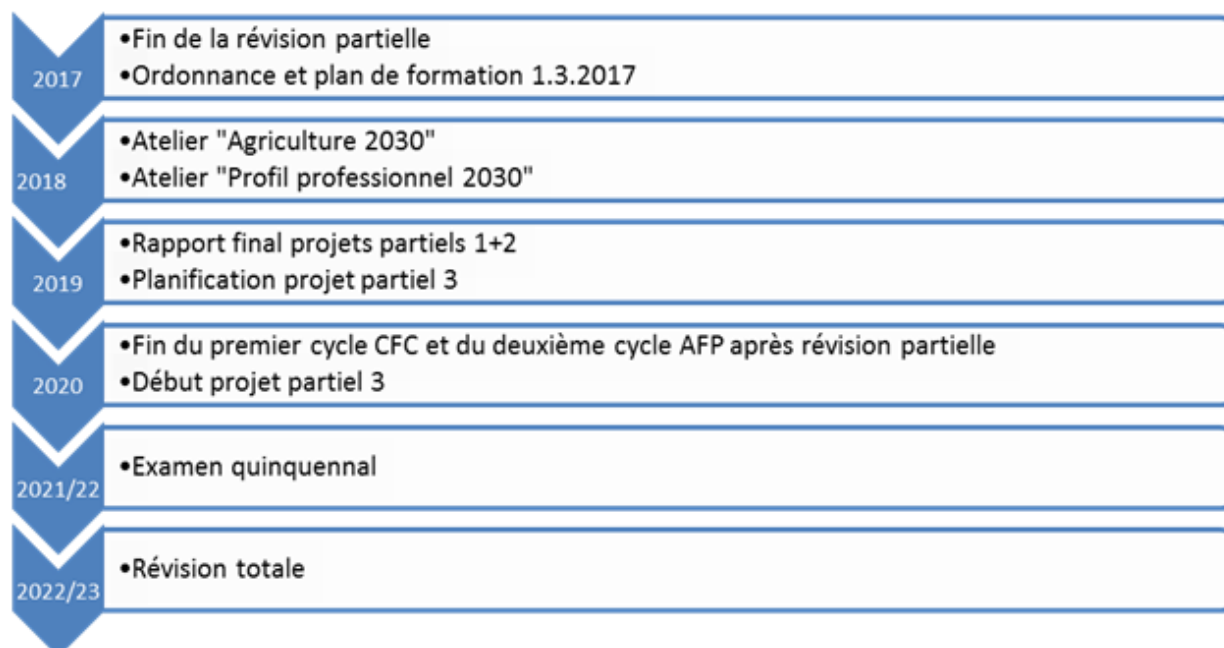 2017
•Fin de la révision partielle
•Ordonnance et plan de formation 1.3.2017
2018
•Atelier "Agriculture 2030"
•Atelier "Profil professionnel 2030"
2019
•Rapport final projets partiels 1+2
•Planification projet partiel 3
2020
•Fin du premier cycle CFC et du deuxième cycle AFP après révision partielle
•Début projet partiel 3
2021/22
•Examen quinquennal
2022/23
•Révision totale